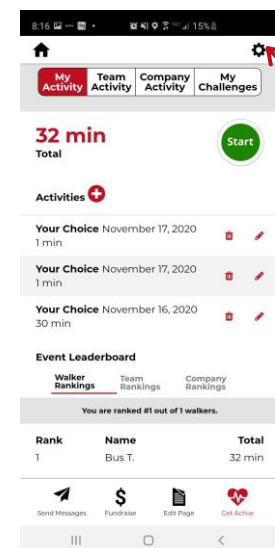 8:16 15%
My Activity Team Activity Company Activity My Challenges
32 min
Total
Start
Activities
Your Choice November 17, 2020
1 min
Your Choice November 17, 2020
1 min
Your Choice November 16, 2020
30 min
Event Leaderboard
Walker Rankings Team Rankings Company Rankings
You are ranked #1 out of 1 walkers.
Rank Name Total
1 Bus T. 32 min
Send Messages Fundraise Edit Page Get Active